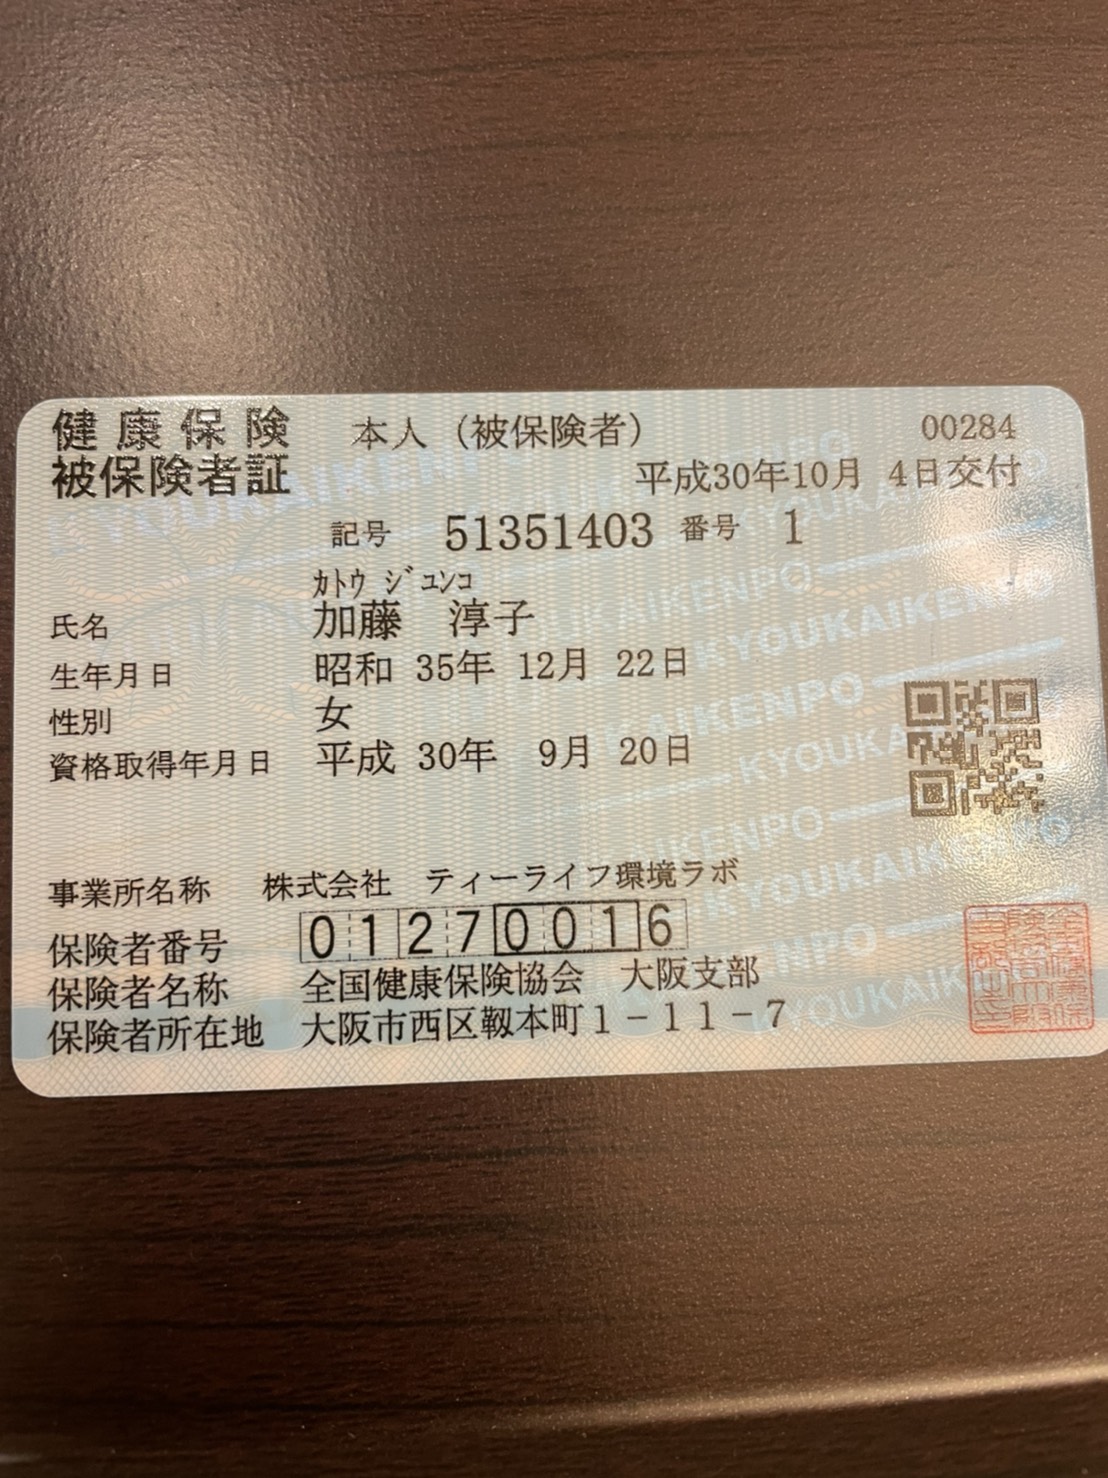 健康保険
被保険者証
本人（被保険者）
00284
平成30年10月 4日交付
記号 51351403 番号 1
ｶﾄｳ ｼﾞﾕﾝｺ
氏名 加藤 淳子
生年月日 昭和 35年 12月 22日
性別 女
資格取得年月日 平成 30年 9月 20日
事業所名称 株式会社 ティーライフ環境ラボ
保険者番号 01270016
保険者名称 全国健康保険協会 大阪支部
保険者所在地 大阪市西区靱本町１－１１－７
KYOUKAIKENPO